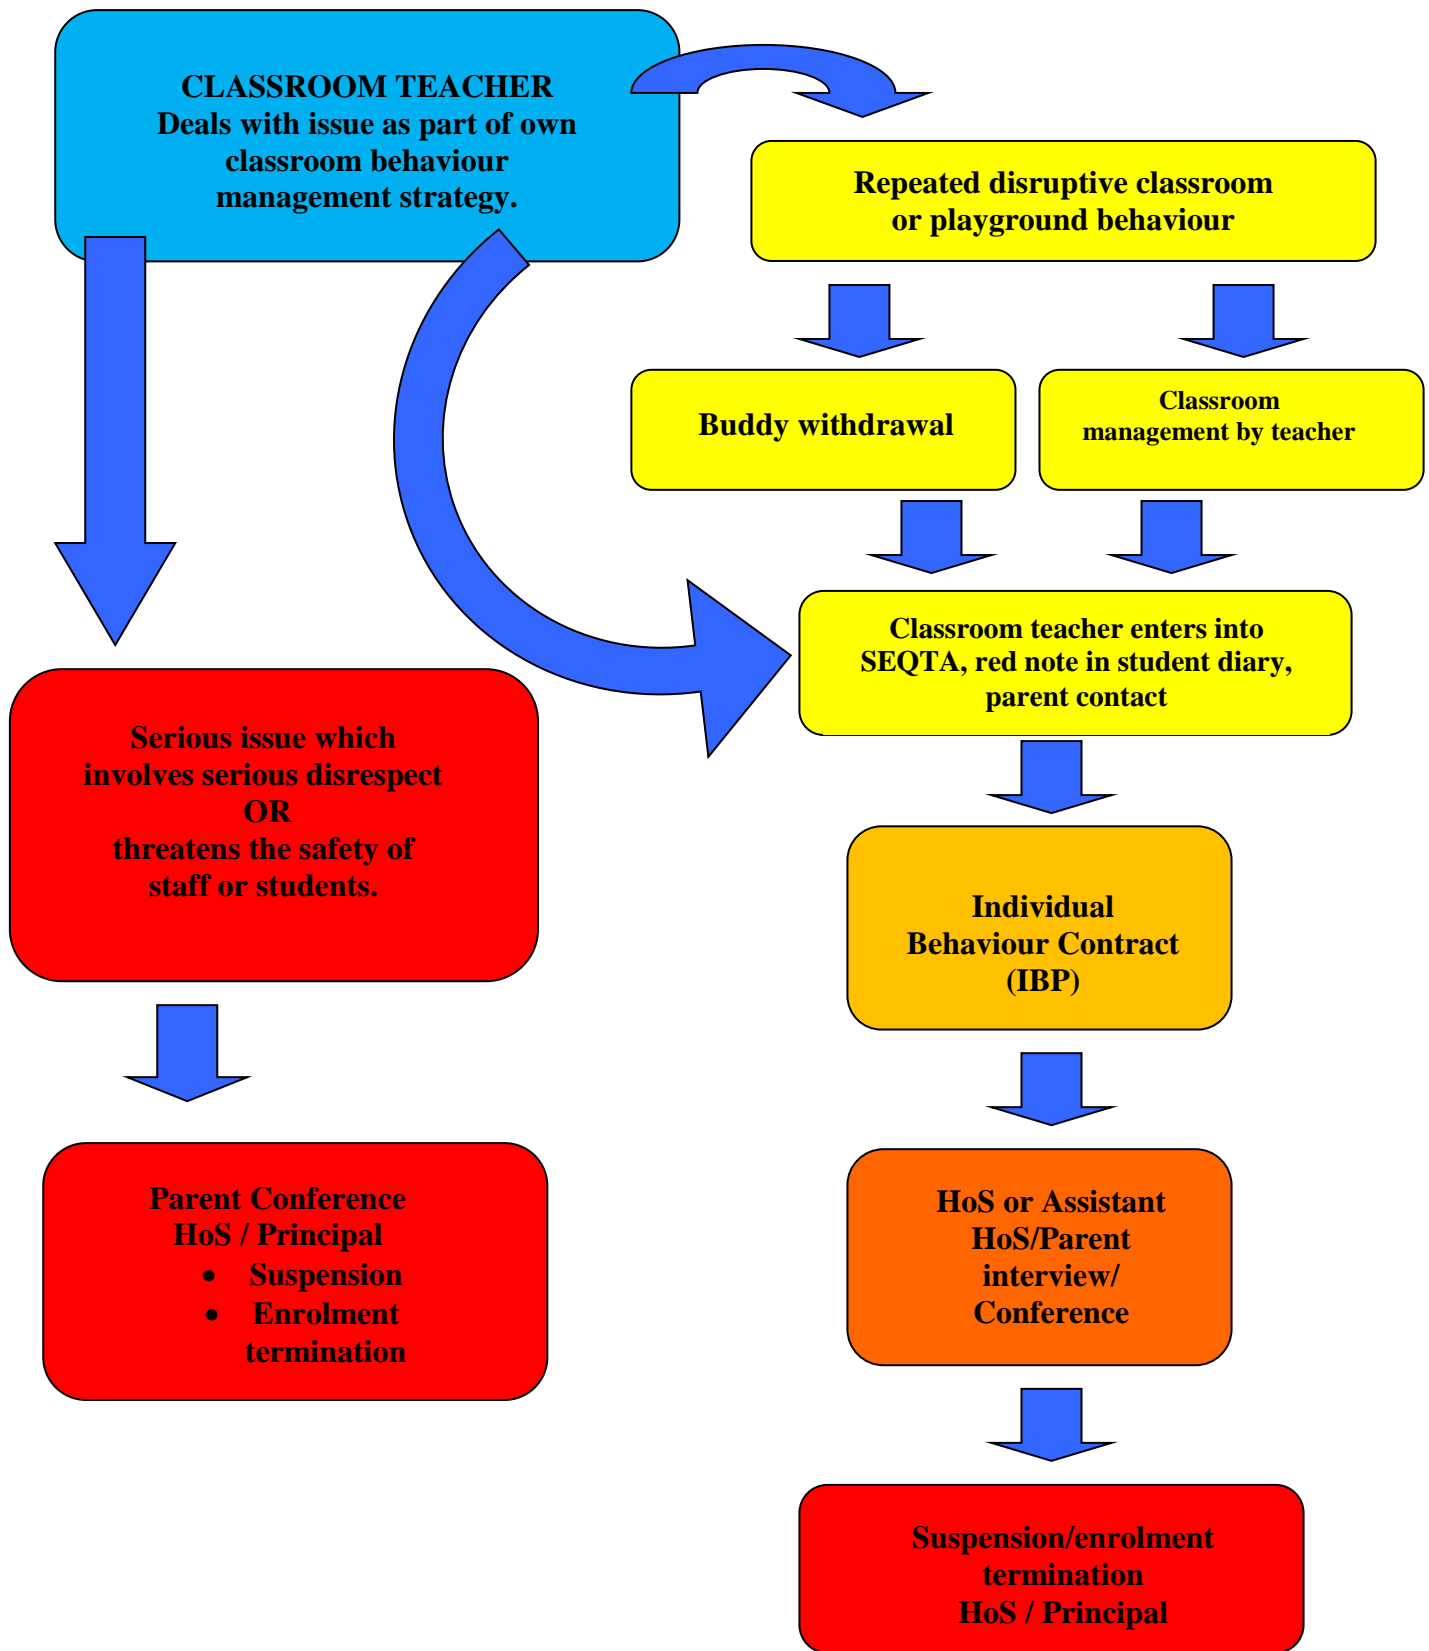 CLASSROOM TEACHER
Deals with issue as part of own
classroom behaviour
management strategy.
Repeated disruptive classroom
or playground behaviour
Buddy withdrawal
Classroom
management by teacher
Classroom teacher enters into
SEQTA, red note in student diary,
parent contact
Serious issue which
involves serious disrespect
OR
threatens the safety of
staff or students.
Individual
Behaviour Contract
(IBP)
Parent Conference
HoS / Principal
• Suspension
• Enrolment
termination
HoS or Assistant
HoS/Parent
interview/
Conference
Suspension/enrolment
termination
HoS / Principal